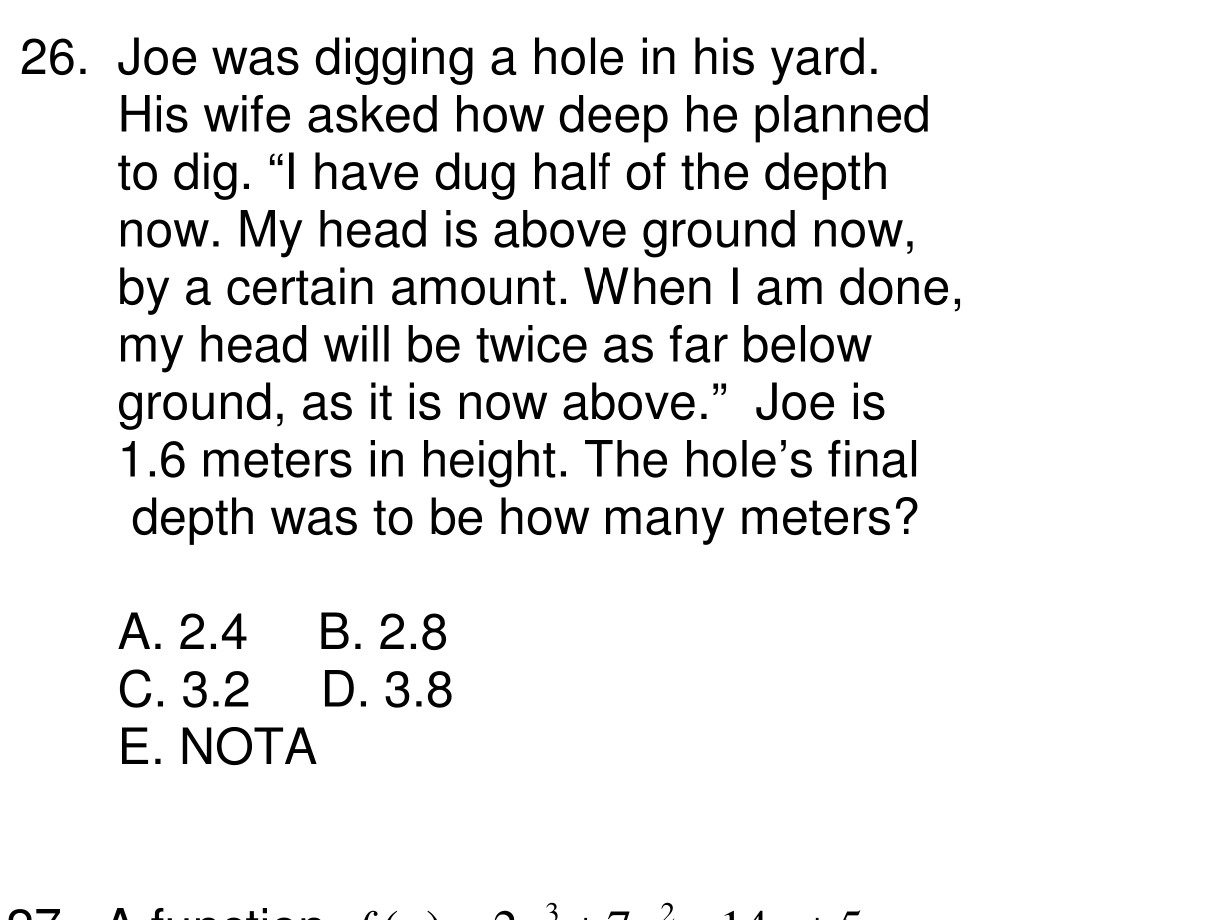 26. Joe was digging a hole in his yard.
His wife asked how deep he planned
to dig. “I have dug half of the depth
now. My head is above ground now,
by a certain amount. When I am done,
my head will be twice as far below
ground, as it is now above.” Joe is
1.6 meters in height. The hole’s final
depth was to be how many meters?
A. 2.4 B. 2.8
C. 3.2 D. 3.8
E. NOTA
27. A function